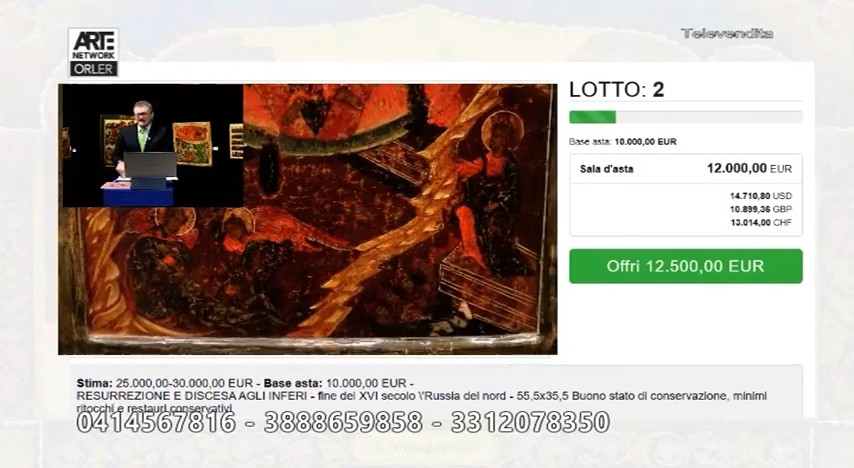 ARTE
NETWORK
ORLER
Televendita
LOTTO: 2
Base asta: 10.000,00 EUR
Sala d'asta 12.000,00 EUR
14.710,80 USD
10.899,36 GBP
13.014,00 CHF
Offri 12.500,00 EUR
Stima: 25.000,00-30.000,00 EUR - Base asta: 10.000,00 EUR -
RESURREZIONE E DISCESA AGLI INFERI - fine del XVI secolo \'Russia del nord - 55,5x35,5 Buono stato di conservazione, minimi
ritocchi e restauri conservativi
0414567816 - 3888659858 - 3312078350